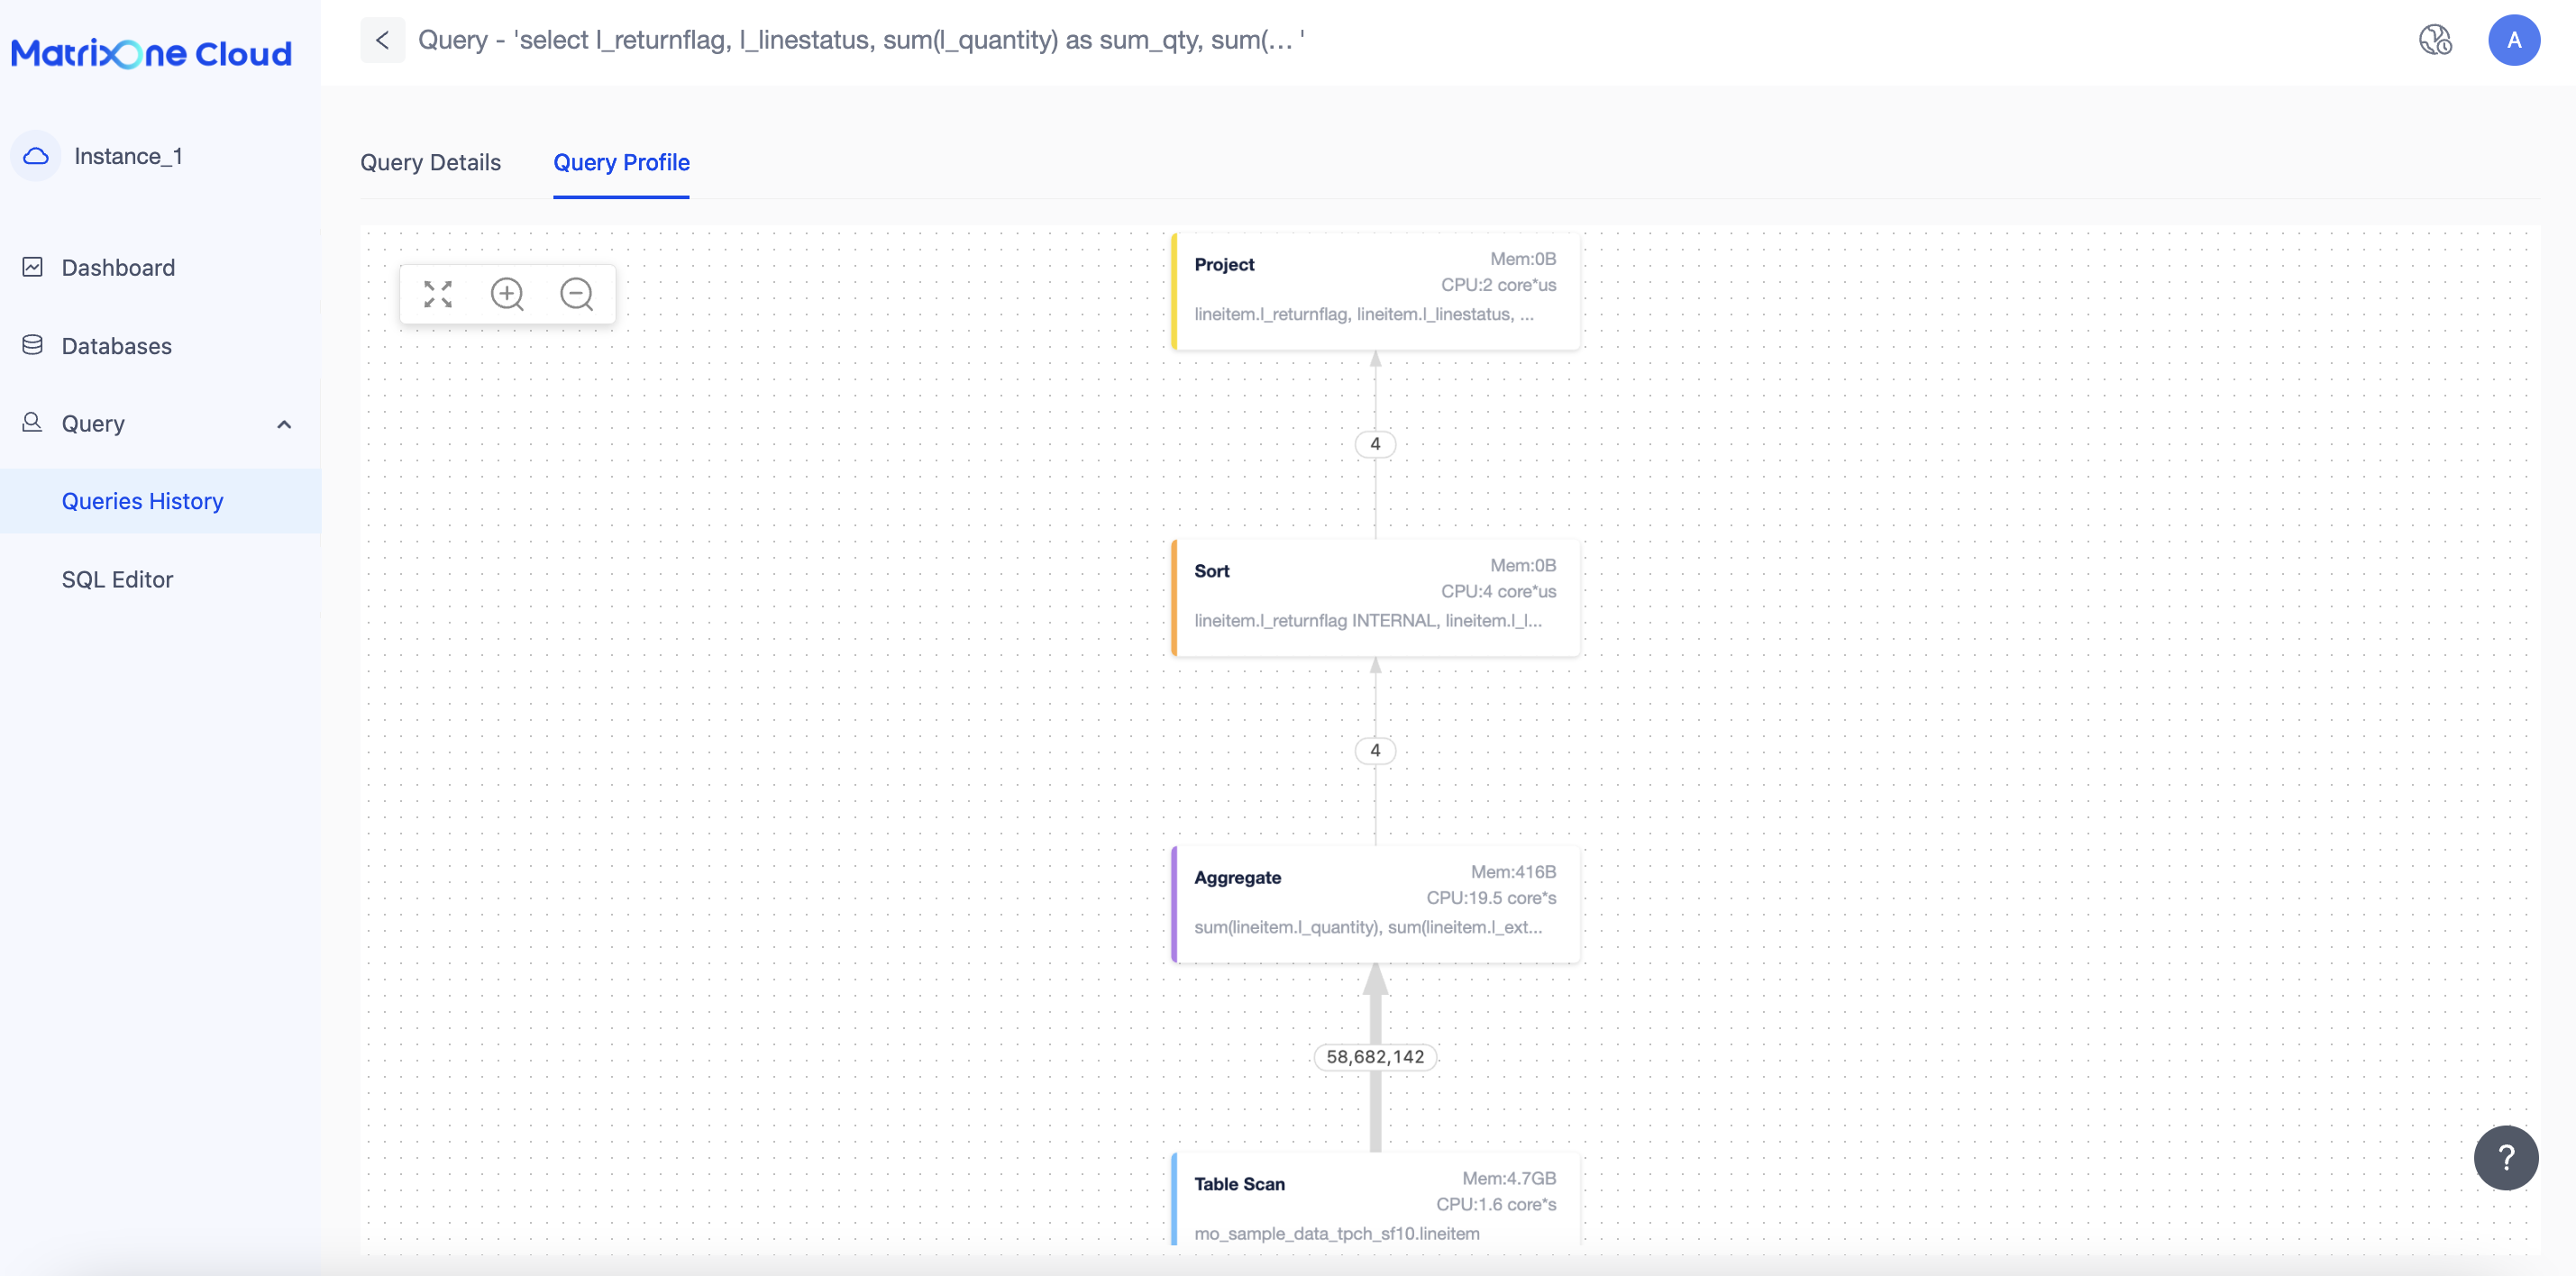 MatrixOne Cloud
Query - 'select l_returnflag, l_linestatus, sum(l_quantity) as sum_qty, sum(... '
A
Instance_1
Dashboard
Databases
Query
Queries History
SQL Editor
Query Details
Query Profile
Project
Mem:0B
CPU:2 core*us
lineitem.l_returnflag, lineitem.l_linestatus, ...
4
Sort
Mem:0B
CPU:4 core*us
lineitem.l_returnflag INTERNAL, lineitem.l_l...
4
Aggregate
Mem:416B
CPU:19.5 core*s
sum(lineitem.l_quantity), sum(lineitem.l_ext...
58,682,142
Table Scan
Mem:4.7GB
CPU:1.6 core*s
mo_sample_data_tpch_sf10.lineitem
?